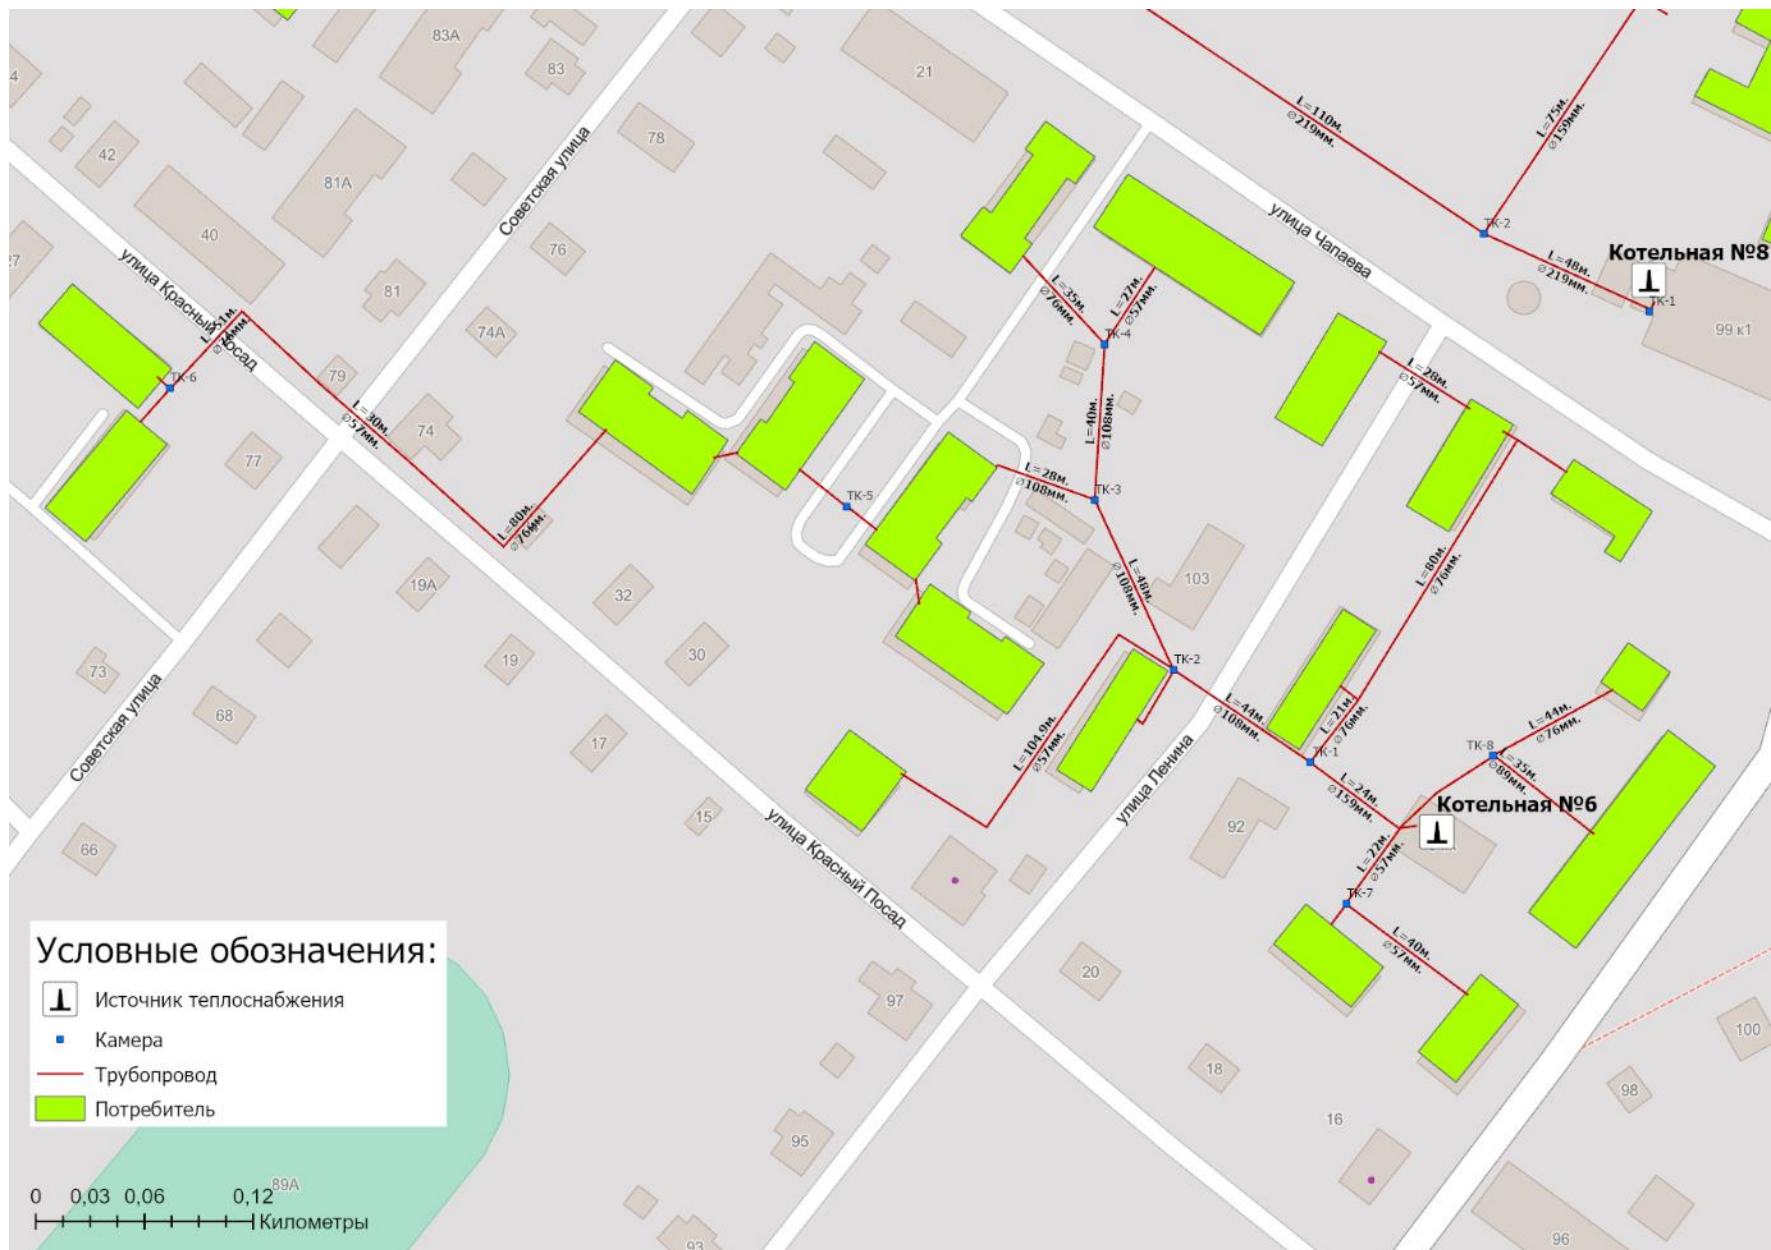 83А
83
21
4
42
78
81А
Советская улица
L=110м.
⌀219мм.
L=75м.
⌀159мм.
улица Чапаева
ТК-2
Котельная №8
L=48м.
⌀219мм.
ТК-1
99 к1
40
27
улица Красный Посад
81
76
74А
L=51м.
⌀76мм.
ТК-6
79
74
77
L=30м.
⌀57мм.
L=35м.
⌀76мм.
L=27м.
⌀57мм.
ТК-4
L=40м.
⌀108мм.
L=28м.
⌀57мм.
L=28м.
⌀108мм.
ТК-3
ТК-5
L=80м.
⌀76мм.
L=48м.
⌀108мм.
103
L=80м.
⌀76мм.
19А
32
30
19
17
73
68
Советская улица
66
15
ТК-2
L=44м.
⌀108мм.
L=104.9м.
⌀57мм.
L=21м.
⌀76мм.
ТК-1
L=44м.
⌀76мм.
ТК-8
L=35м.
⌀89мм.
L=24м.
⌀159мм.
Котельная №6
улица Ленина
92
L=22м.
⌀57мм.
ТК-7
L=40м.
⌀57мм.
улица Красный Посад
20
97
18
16
95
93
96
98
100
89А
Условные обозначения:
Источник теплоснабжения
Камера
Трубопровод
Потребитель
0 0,03 0,06 0,12
Километры